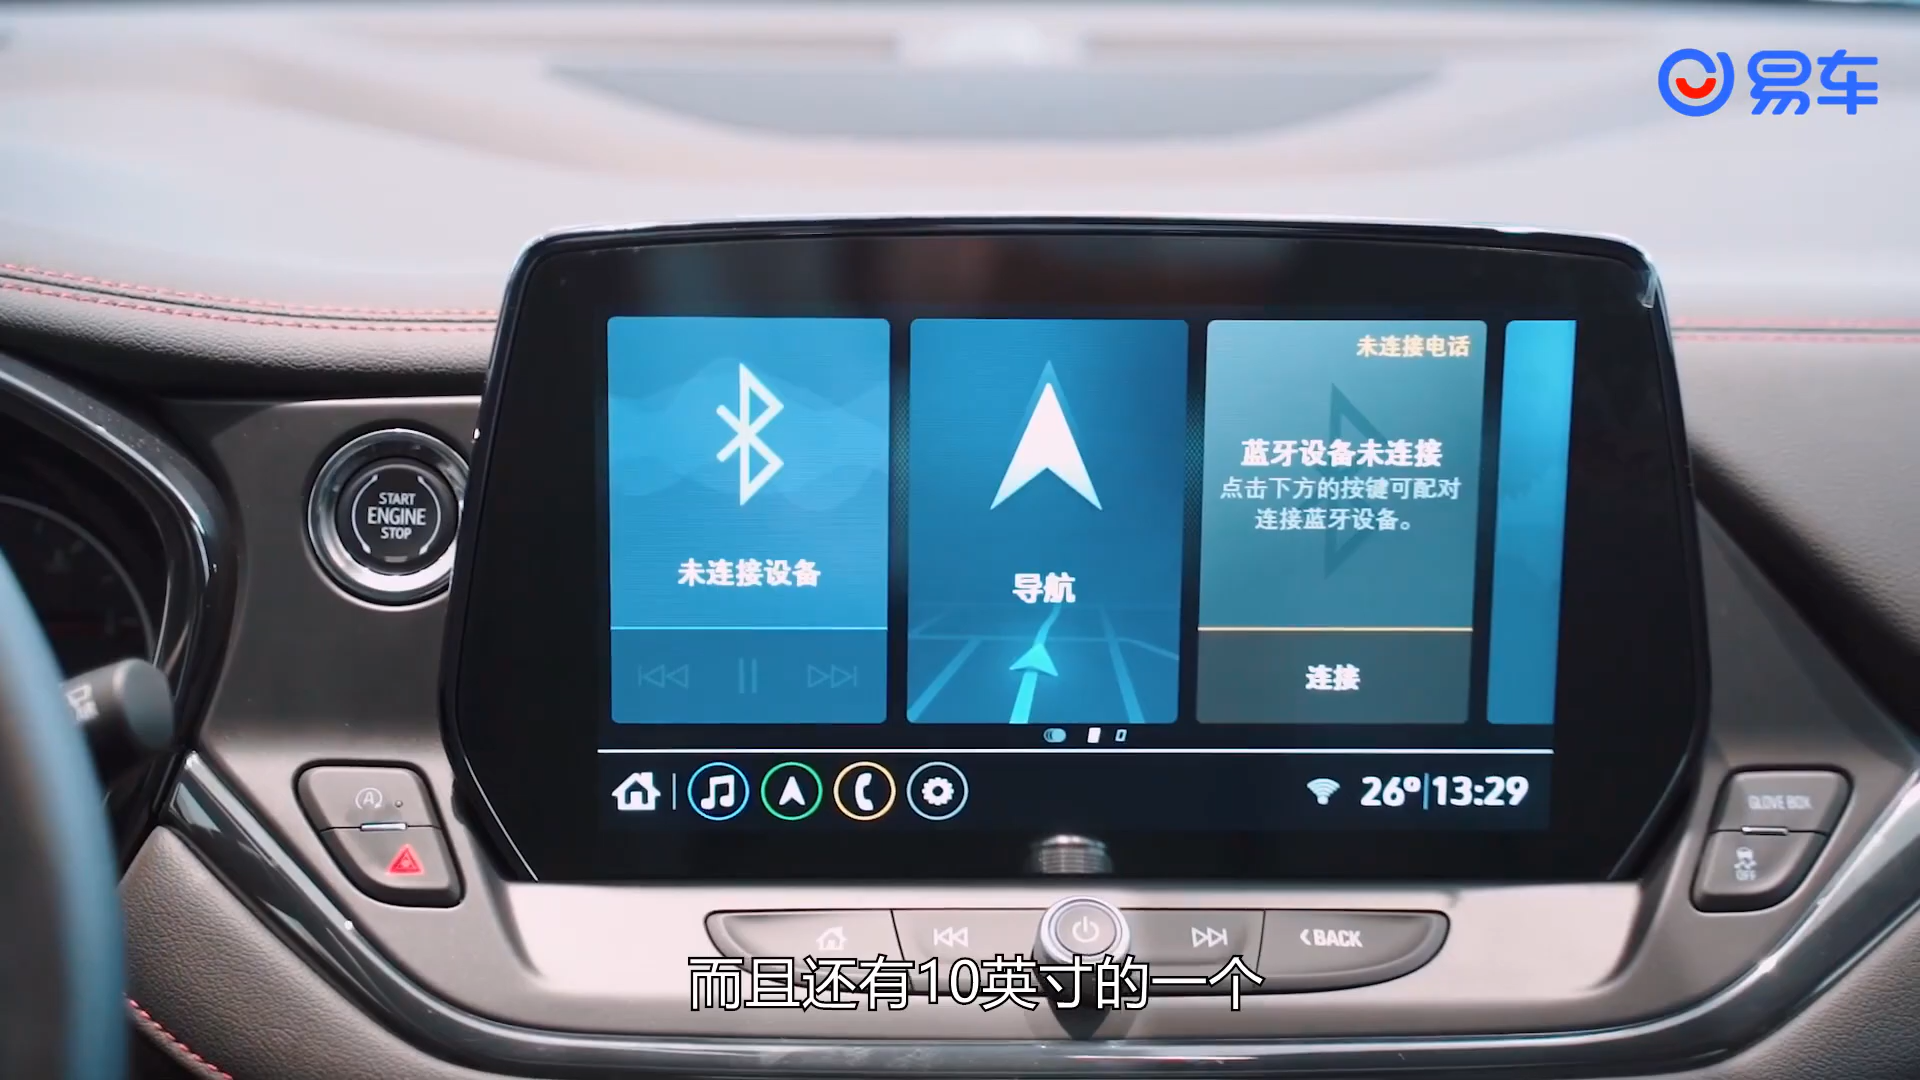 易车
未连接电话
蓝牙设备未连接
点击下方的按键可配对
连接蓝牙设备。
START
ENGINE
STOP
未连接设备
导航
连接
26°
13:29
GLOVE BOX
OFF
BACK
而且还有10英寸的一个